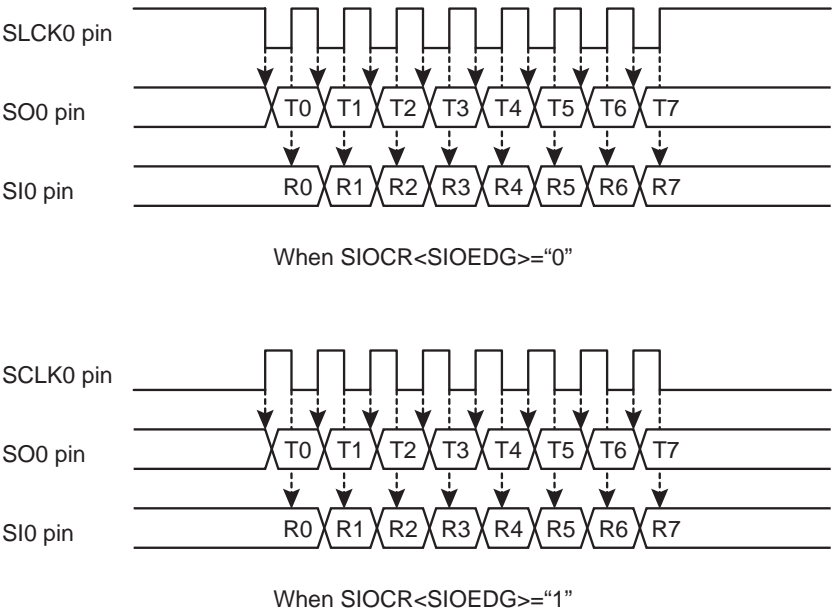 SLCK0 pin
SO0 pin T0 T1 T2 T3 T4 T5 T6 T7
SI0 pin R0 R1 R2 R3 R4 R5 R6 R7
When SIOCR<SIOEDG>=“0”
SCLK0 pin
SO0 pin T0 T1 T2 T3 T4 T5 T6 T7
SI0 pin R0 R1 R2 R3 R4 R5 R6 R7
When SIOCR<SIOEDG>=“1”